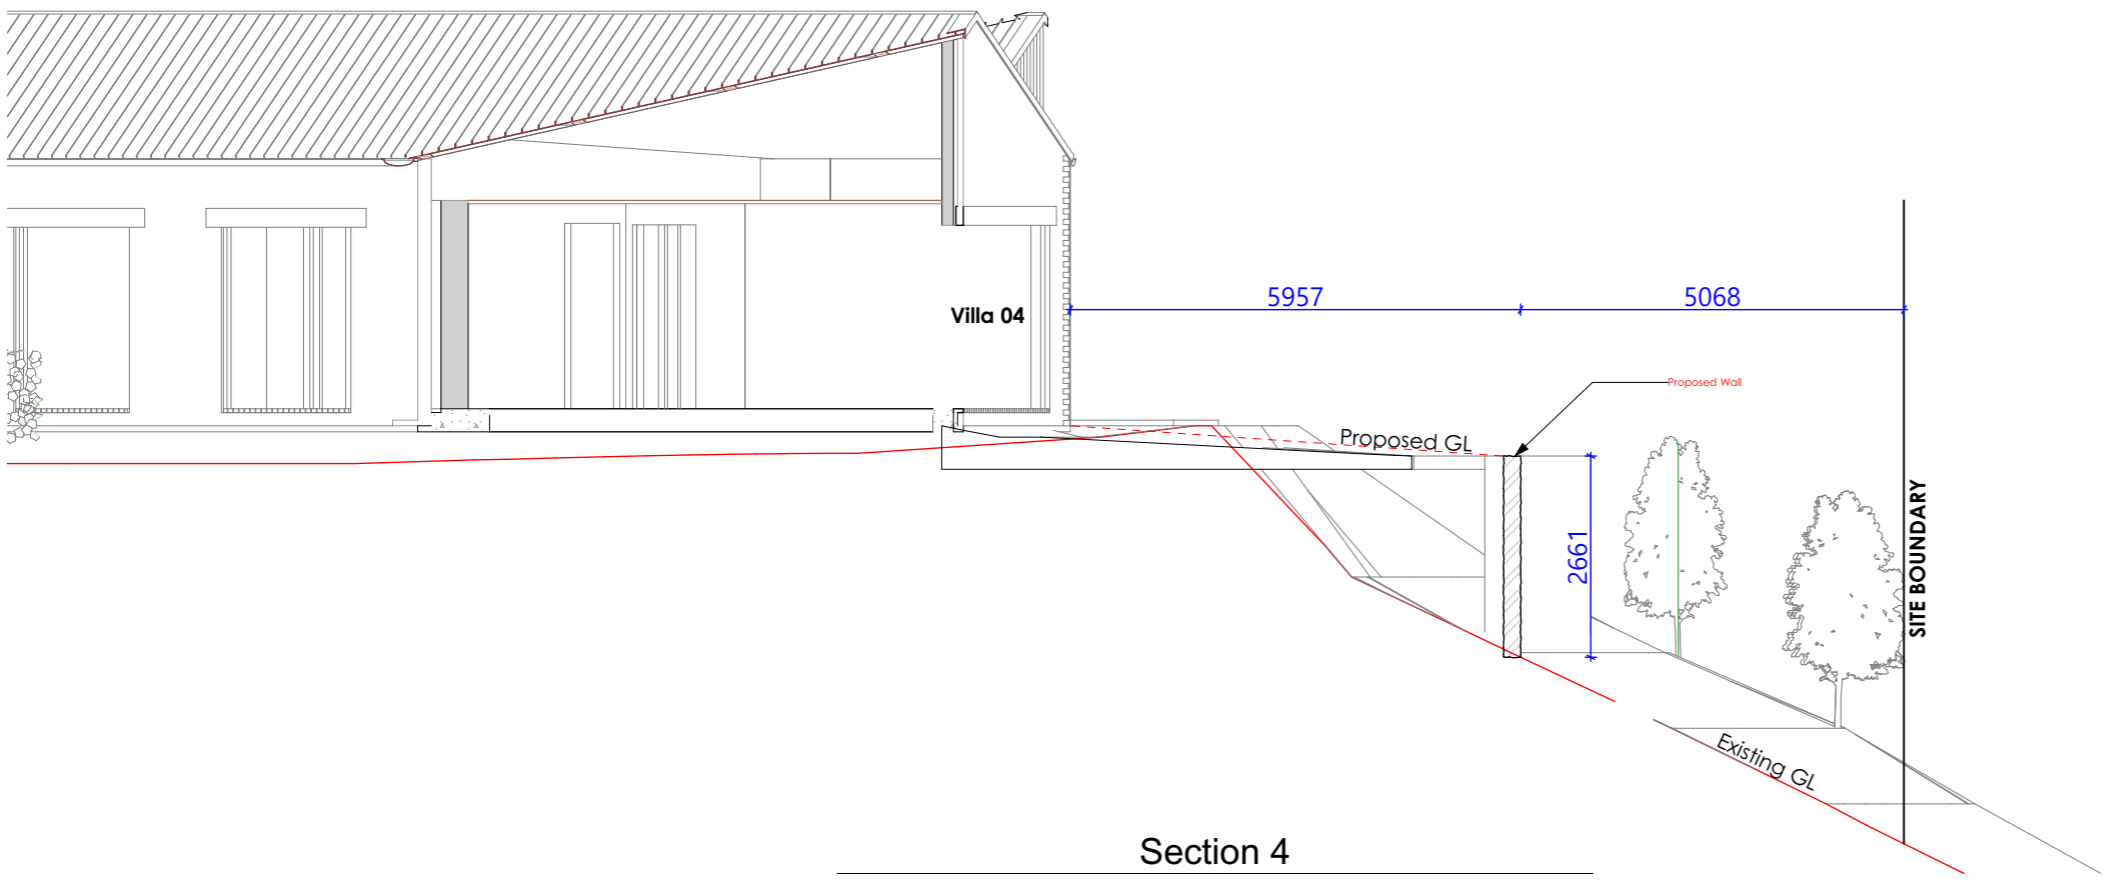 5957
5068
Villa 04
Proposed Wall
Proposed GL
2661
SITE BOUNDARY
Existing GL
Section 4